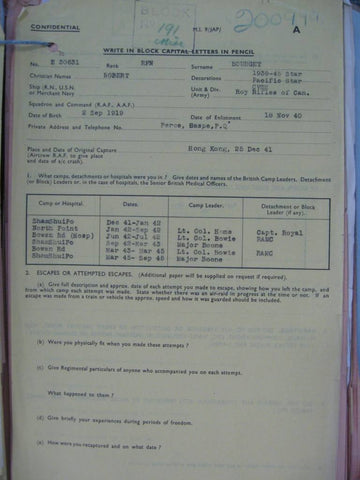 CONFIDENTIAL
M.I. 9/JAP/
200979
A
191
WRITE IN BLOCK CAPITAL LETTERS IN PENCIL
No. E 30631 Rank RFN Surname BOURGET
Christian Names ROBERT Decorations 1939-45 Star
Pacific Star
CVSM
Ship (R.N., U.S.N. or Merchant Navy Unit & Div. (Army) Roy Rifles of Can.
Squadron and Command (R.A.F., A.A.F.)
Date of Birth 2 Sep 1919 Date of Enlistment 18 Nov 40
Private Address and Telephone No. Perce, Gaspe, P.Q.
Place and Date of Original Capture Hong Kong, 25 Dec 41
(Aircrew R.A.F. to give place
and date of a/c crash).
1. What camps, detachments or hospitals were you in? Give dates and names of the British Camp Leaders, Detachment
(or Block) Leaders or, in case of hospitals, the Senior British Medical Officers.
Camp or Hospital. Dates. Camp Leader. Detachment or Block Leader (if any).
ShamShuiPo Dec 41-Jan 42
North Point Jan 42-Sep 42 Lt. Col. Home Capt. Royal
Bowen Rd (Hosp) Jun 42-Jul 42 Lt. Col. Bowie RAMC
ShamShuiPo Sep 42-Mar 43 Major Boone
Bowen Rd Mar 43- Mar 45 Lt. Col. Bowie RAMC
ShamShuiPo Mar 45-Sep 45 Major Boone
2. ESCAPES OR ATTEMPTED ESCAPES. (Additional paper will be supplied on request if required).
(a) Give full description and approx. date of each attempt you made to escape, showing how you left the camp, and
from which camp each attempt was made. State whether there was an air-raid in progress at the time or not. If an
escape was made from a train or vehicle the approx. speed and how it was guarded should be included.
(b) Were you physically fit when you made these attempts?
(c) Give Regimental particulars of anyone who accompanied you on each attempt.
What happened to them?
(d) Give briefly your experiences during periods of freedom.
(e) How were you recaptured and on what date?